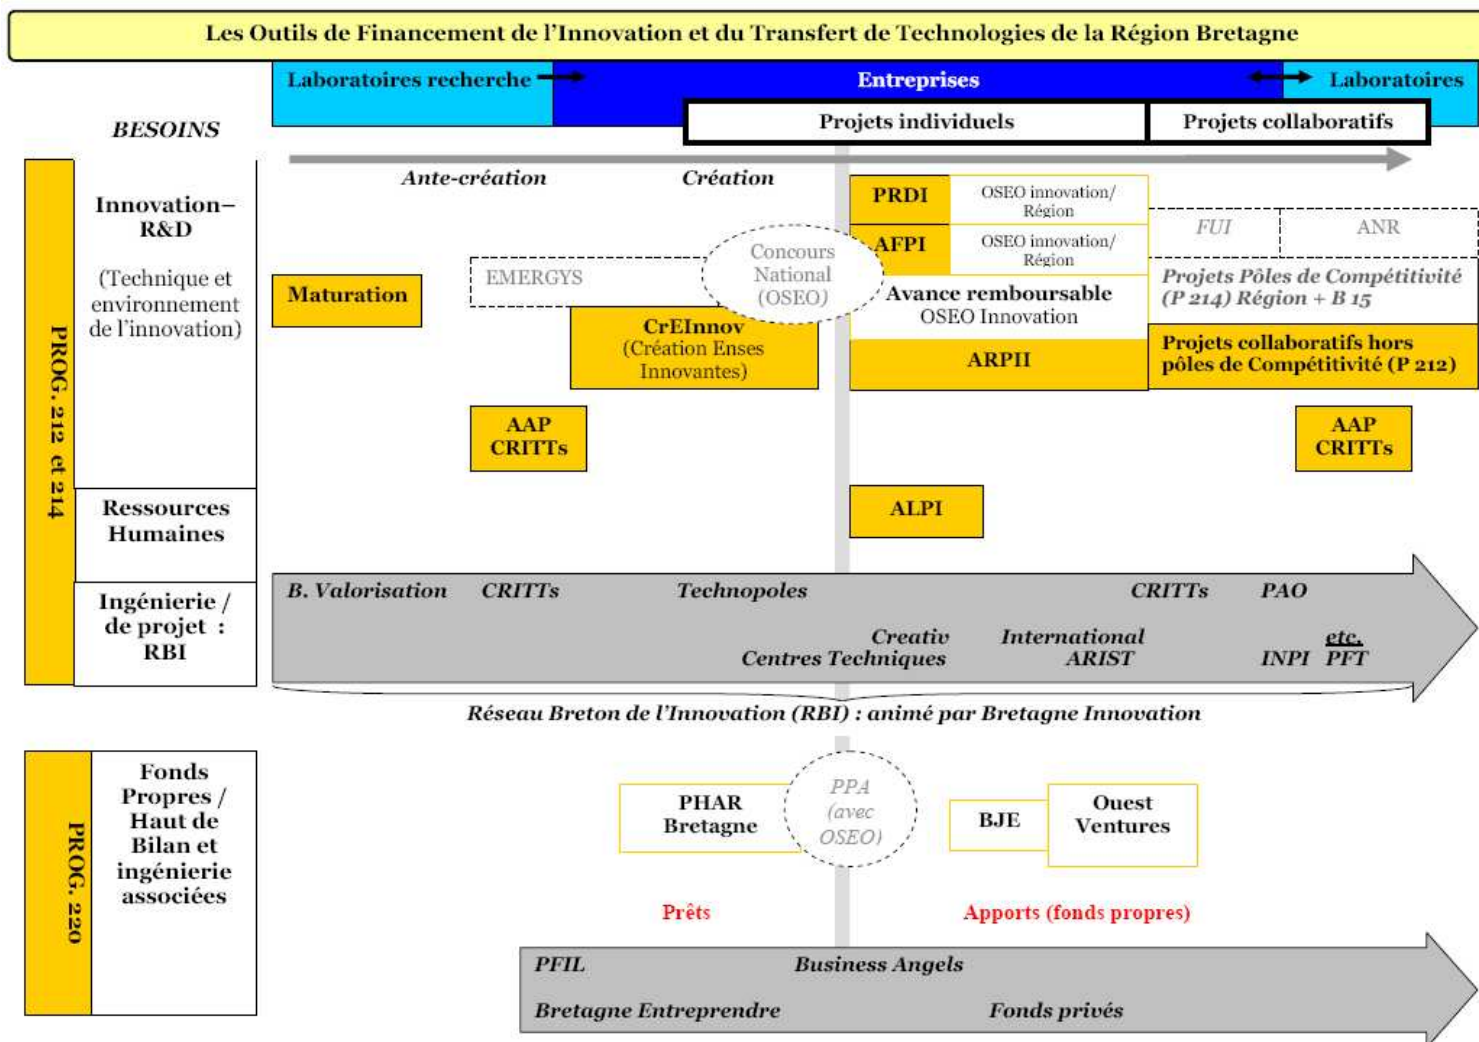 Les Outils de Financement de l'Innovation et du Transfert de Technologies de la Région Bretagne
Laboratoires recherche
Entreprises
Laboratoires
BESOINS
Projets individuels
Projets collaboratifs
Ante-création
Création
PROG. 212 et 214
Innovation–
R&D
(Technique et
environnement
de l'innovation)
Maturation
EMERGYS
Concours
National
(OSEO)
CrEInnov
(Création Enses
Innovantes)
PRDI
OSEO innovation/
Région
AFPI
OSEO innovation/
Région
Avance remboursable
OSEO Innovation
ARPII
FUI
ANR
Projets Pôles de Compétitivité
(P 214) Région + B 15
Projets collaboratifs hors
pôles de Compétitivité (P 212)
AAP
CRITTs
AAP
CRITTs
Ressources
Humaines
ALPI
Ingénierie /
de projet :
RBI
B. Valorisation
CRITTs
Technopoles
CRITTs
PAO
Creativ
International
etc.
Centres Techniques
ARIST
INPI
PFT
Réseau Breton de l'Innovation (RBI) : animé par Bretagne Innovation
PROG. 220
Fonds
Propres /
Haut de
Bilan et
ingénierie
associées
PHAR
Bretagne
PPA
(avec
OSEO)
BJE
Ouest
Ventures
Prêts
Apports (fonds propres)
PFIL
Business Angels
Bretagne Entreprendre
Fonds privés